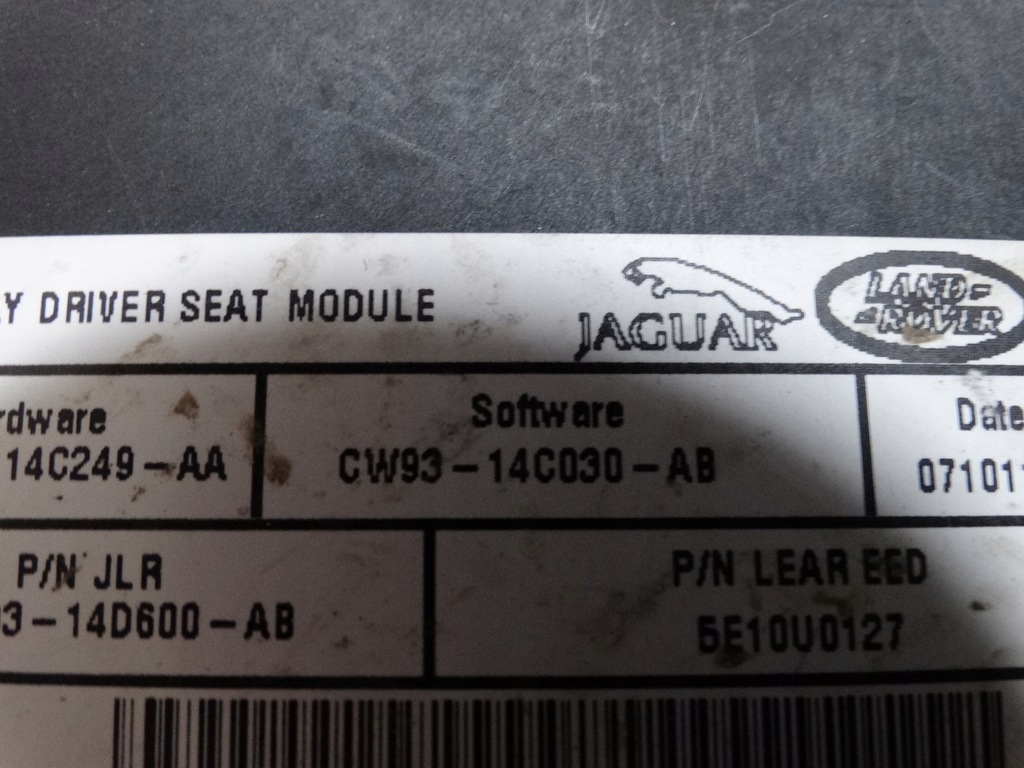 Y DRIVER SEAT MODULE
JAGUAR
LAND-
ROVER
rdware
14C249-AA
Software
CW93-14C030-AB
Date
07101
P/N JLR
3-14D600-AB
P/N LEAR EED
5E10U0127